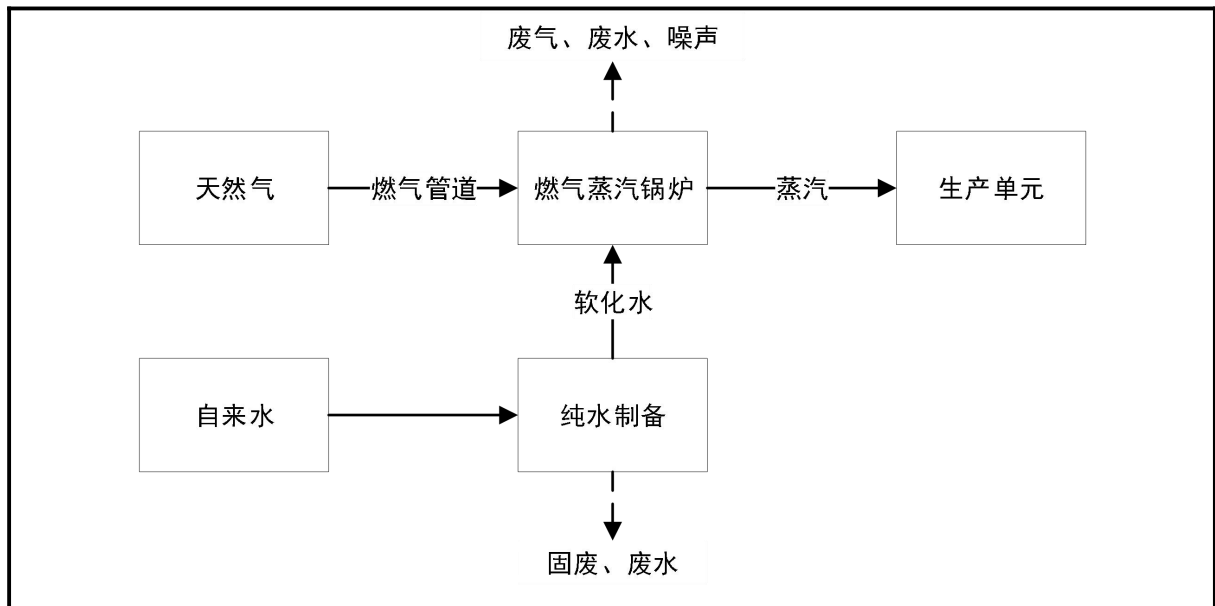 废气、废水、噪声
天然气
燃气管道
燃气蒸汽锅炉
蒸汽
生产单元
软化水
自来水
纯水制备
固废、废水